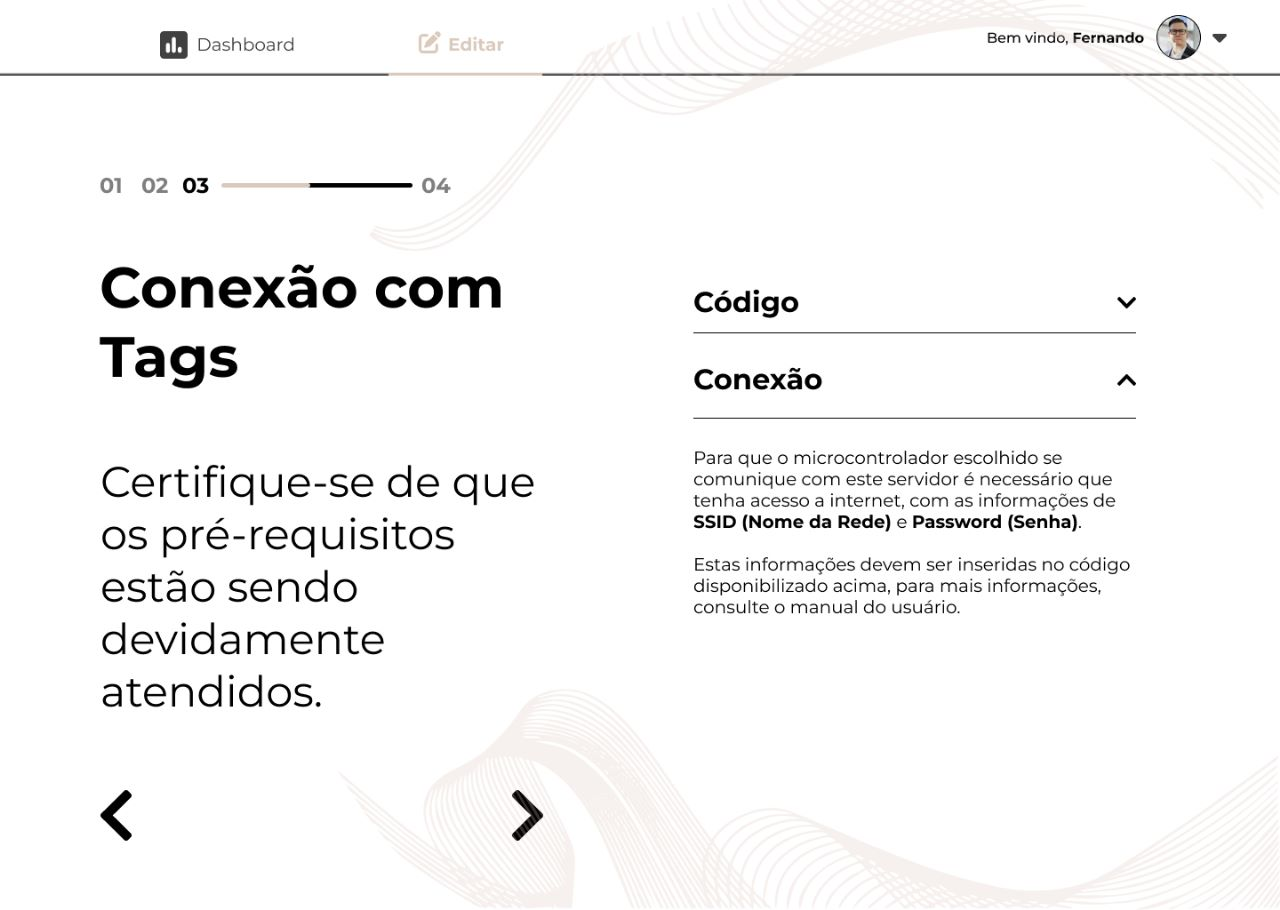 Dashboard
Editar
Bem vindo, Fernando
01 02 03 04
Conexão com
Tags
Certifique-se de que
os pré-requisitos
estão sendo
devidamente
atendidos.
Código
Conexão
Para que o microcontrolador escolhido se
comunique com este servidor é necessário que
tenha acesso a internet, com as informações de
SSID (Nome da Rede) e Password (Senha).
Estas informações devem ser inseridas no código
disponibilizado acima, para mais informações,
consulte o manual do usuário.